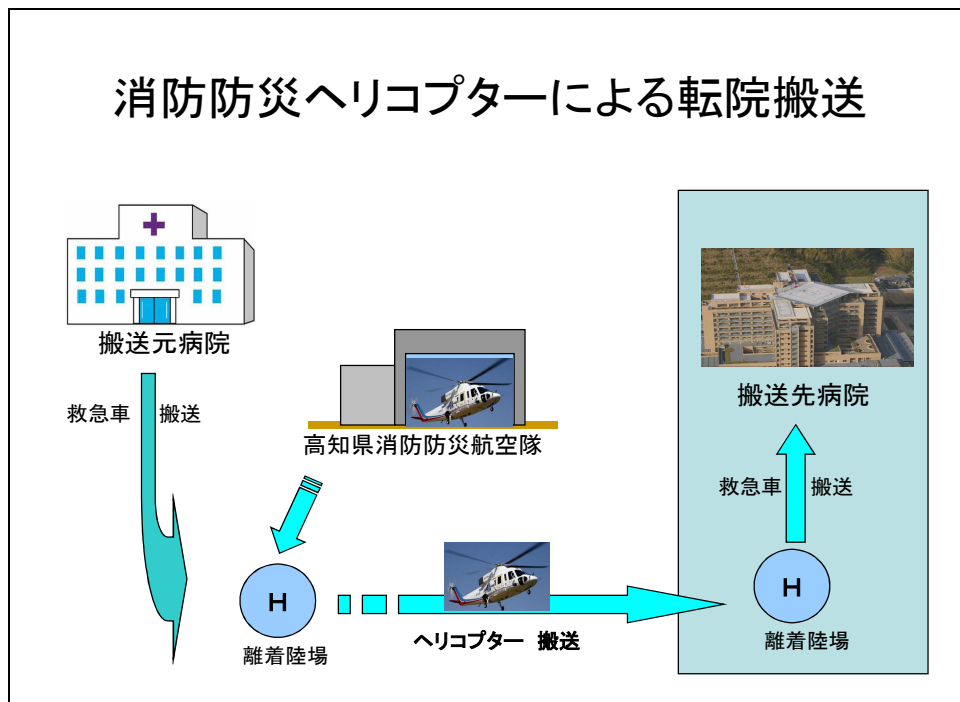 消防防災ヘリコプターによる転院搬送
搬送元病院
救急車 搬送
高知県消防防災航空隊
H
離着陸場
ヘリコプター 搬送
搬送先病院
救急車 搬送
H
離着陸場